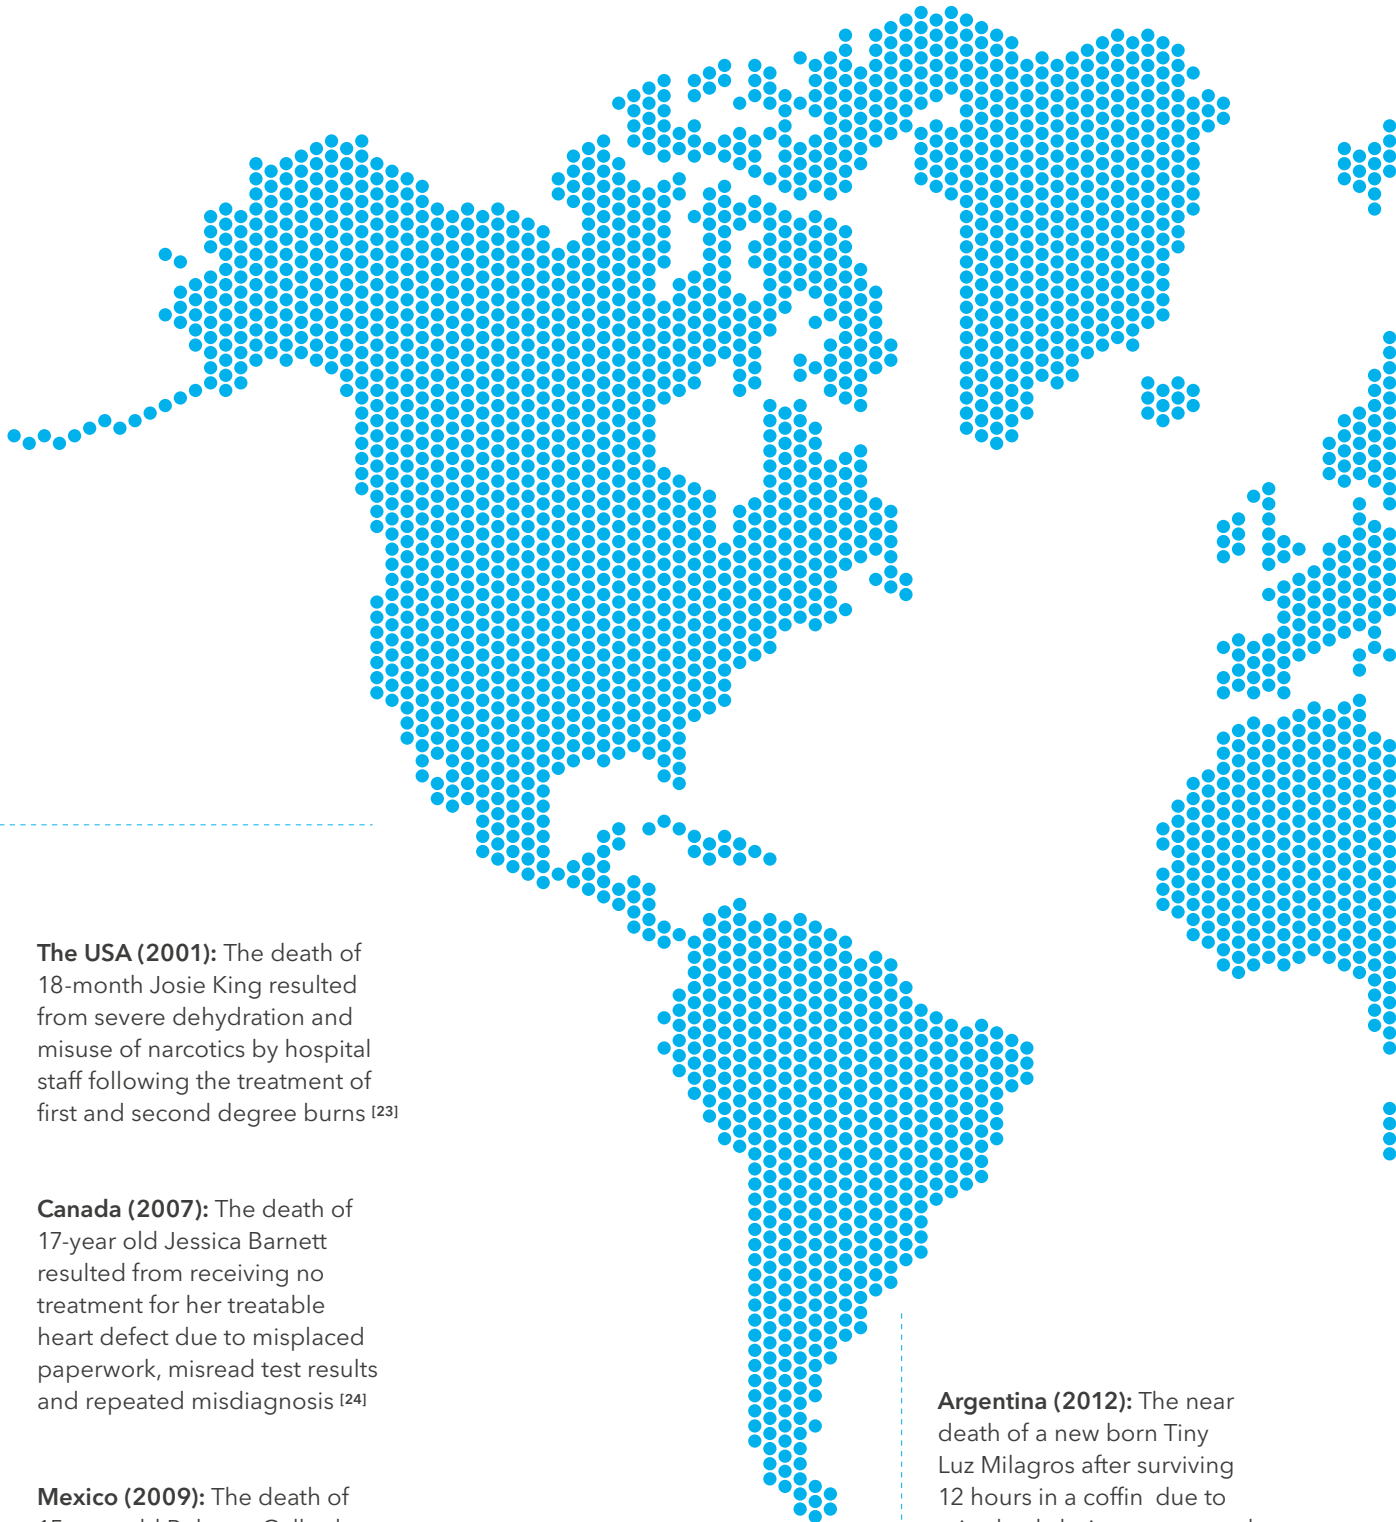 The USA (2001): The death of
18-month Josie King resulted
from severe dehydration and
misuse of narcotics by hospital
staff following the treatment of
first and second degree burns [23]
Canada (2007): The death of
17-year old Jessica Barnett
resulted from receiving no
treatment for her treatable
heart defect due to misplaced
paperwork, misread test results
and repeated misdiagnosis [24]
Mexico (2009): The death of
Argentina (2012): The near
death of a new born Tiny
Luz Milagros after surviving
12 hours in a coffin  due to